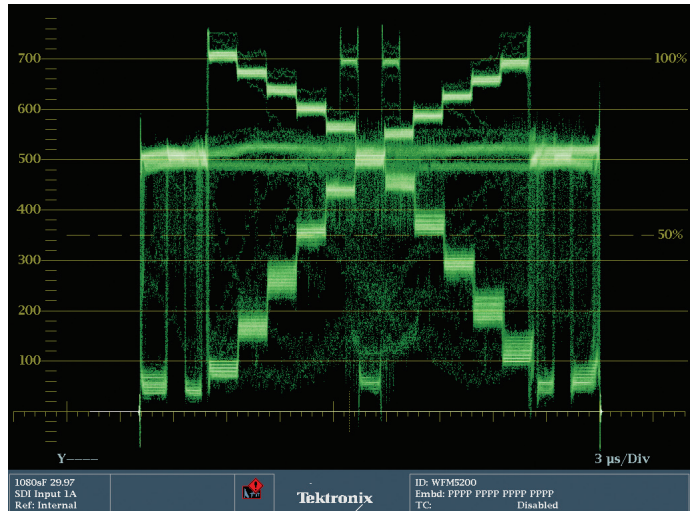 700
600
500
400
300
200
100
100%
50%
Y----
3 µs/Div
1080sF 29.97
SDI Input 1A
Ref: Internal
Tektronix
ID: WFM5200
Embd: PPPP PPPP PPPP PPPP
TC: Disabled